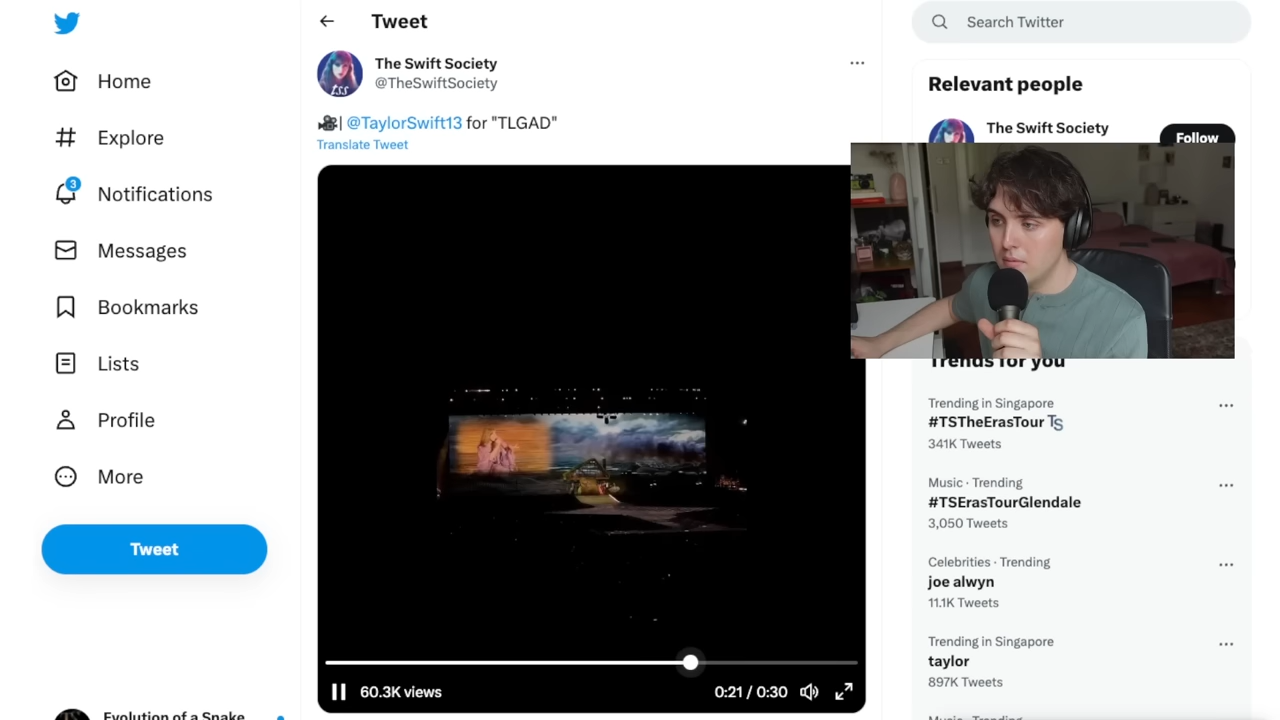 Tweet
Search Twitter
Home
Explore
3
Notifications
Messages
Bookmarks
Lists
Profile
More
Tweet
Evolution of a Snake
The Swift Society
@TheSwiftSociety
| @TaylorSwift13 for "TLGAD"
Translate Tweet
60.3K views
0:21 / 0:30
Relevant people
The Swift Society
Follow
Trends for you
Trending in Singapore
#TSTheErasTour
341K Tweets
Music · Trending
#TSErasTourGlendale
3,050 Tweets
Celebrities · Trending
joe alwyn
11.1K Tweets
Trending in Singapore
taylor
897K Tweets